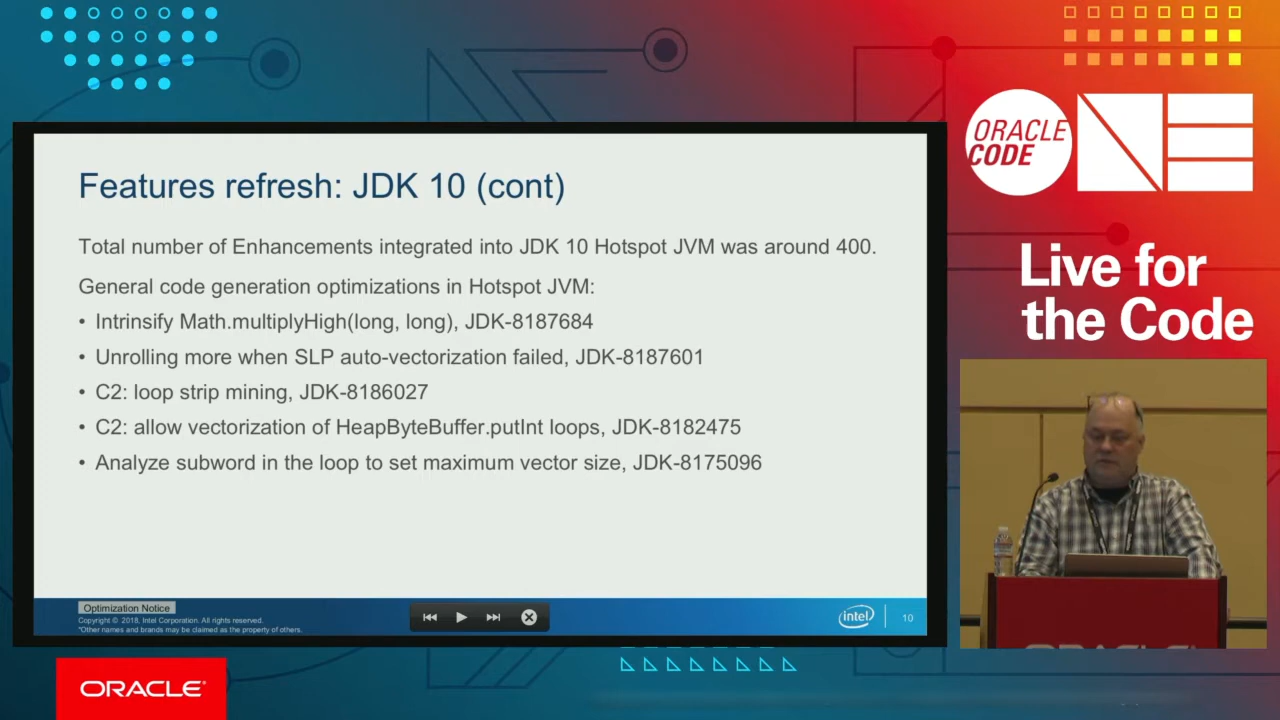 ORACLE
CODE
ONE
Live for
the Code
Features refresh: JDK 10 (cont)
Total number of Enhancements integrated into JDK 10 Hotspot JVM was around 400.
General code generation optimizations in Hotspot JVM:
• Intrinsify Math.multiplyHigh(long, long), JDK-8187684
• Unrolling more when SLP auto-vectorization failed, JDK-8187601
• C2: loop strip mining, JDK-8186027
• C2: allow vectorization of HeapByteBuffer.putInt loops, JDK-8182475
• Analyze subword in the loop to set maximum vector size, JDK-8175096
Optimization Notice
Copyright © 2018, Intel Corporation. All rights reserved.
*Other names and brands may be claimed as the property of others.
intel
10
ORACLE®